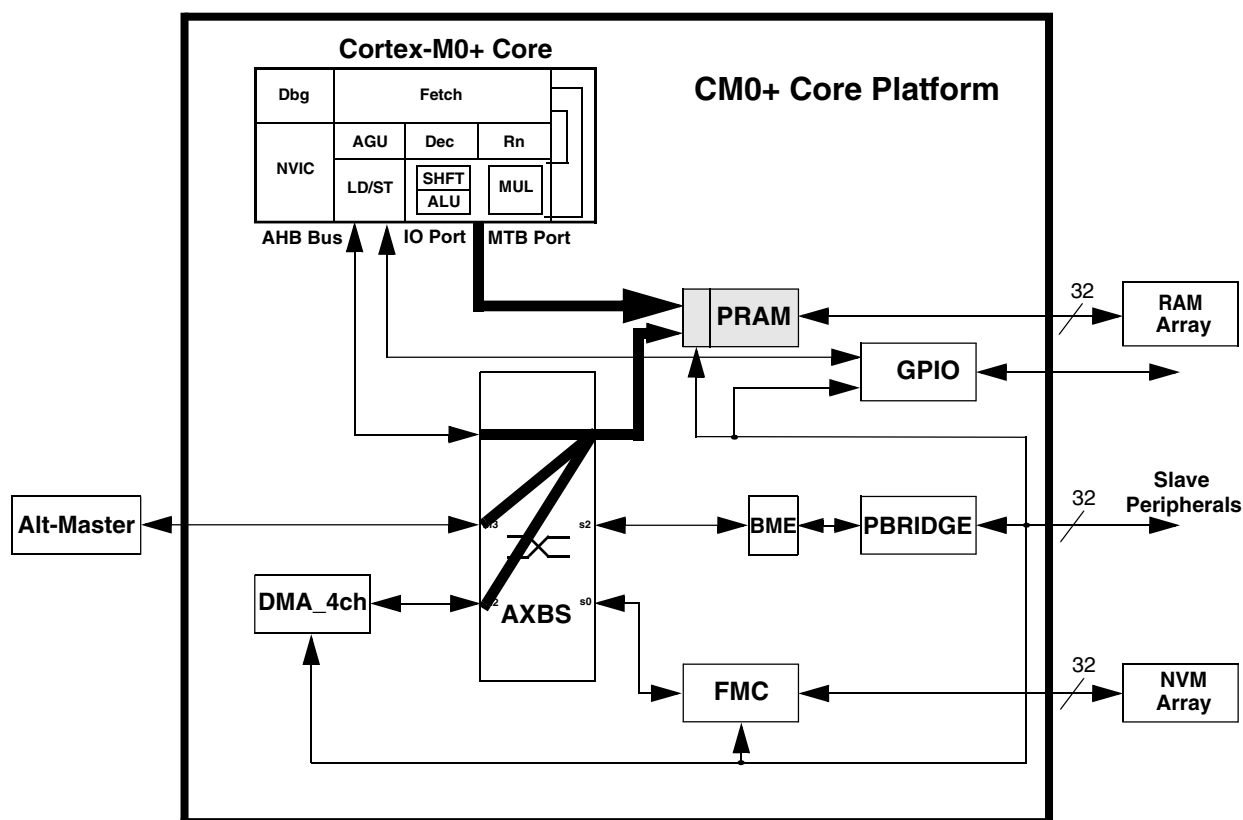 Cortex-M0+ Core
CM0+ Core Platform
Dbg
Fetch
AGU
Dec
Rn
NVIC
LD/ST
SHFT
ALU
MUL
AHB Bus
IO Port
MTB Port
PRAM
32
RAM
Array
GPIO
Alt-Master
s2
BME
PBRIDGE
32
Slave
Peripherals
DMA_4ch
AXBS
s0
FMC
32
NVM
Array